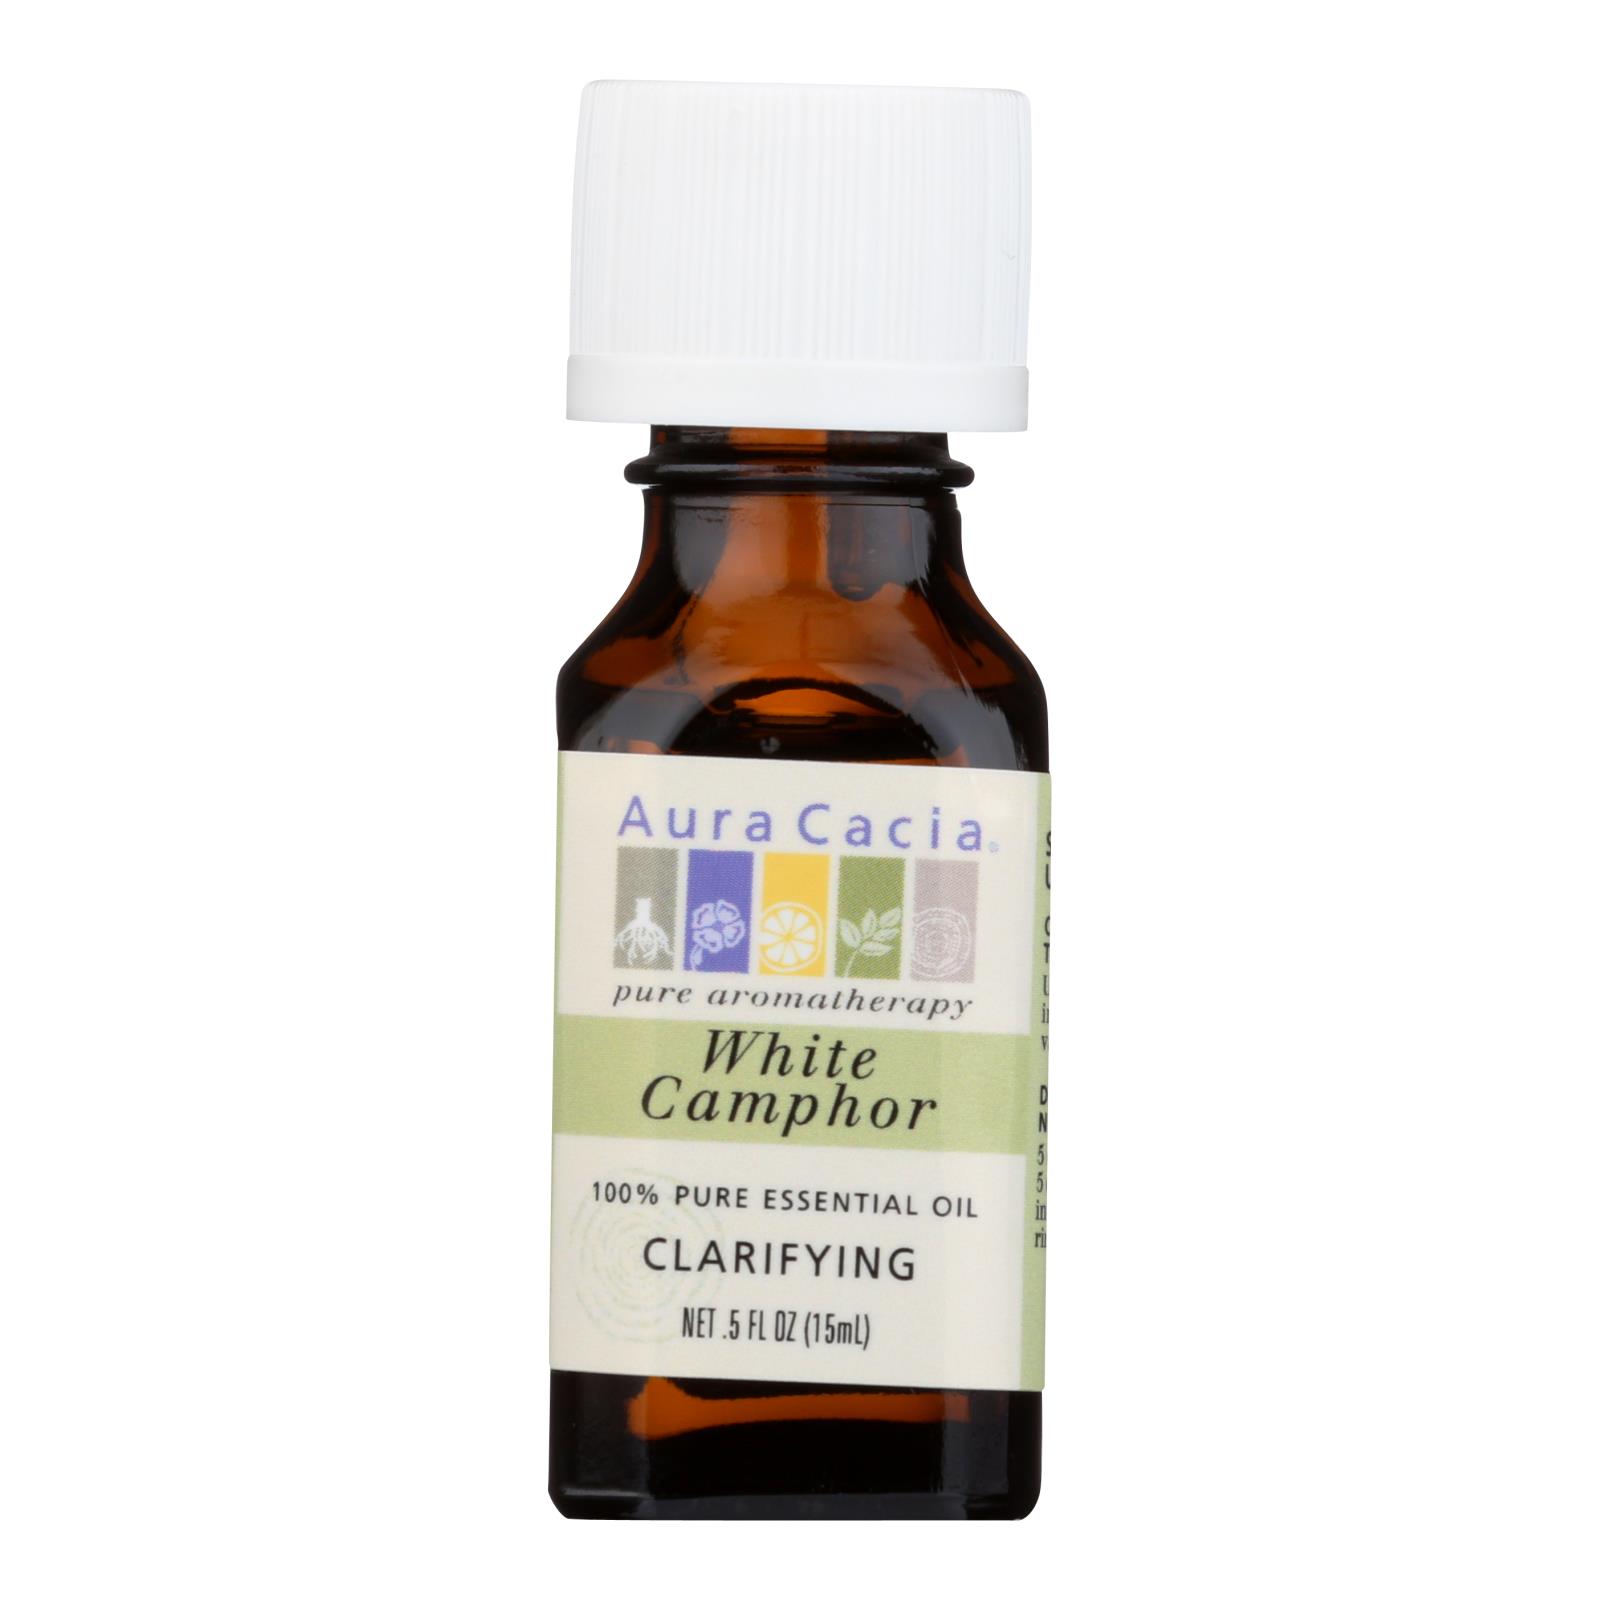 Aura Cacia®
pure aromatherapy
White
Camphor
100% PURE ESSENTIAL OIL
CLARIFYING
NET .5 FL OZ (15mL)